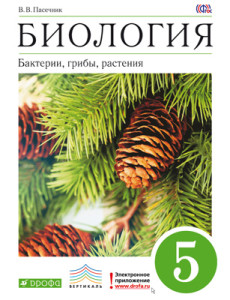 В. В. Пасечник
БИОЛОГИЯ
Бактерии, грибы, растения
5
дрофа
ВЕРТИКАЛЬ
Электронное
приложение
www.drofa.ru